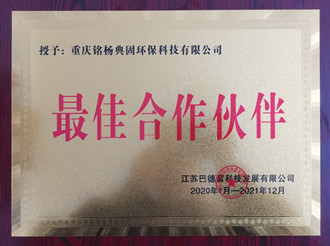 授予：重庆铭杨典固环保科技有限公司
最佳合作伙伴
江苏巴德富科技发展有限公司
2020年1月—2021年12月